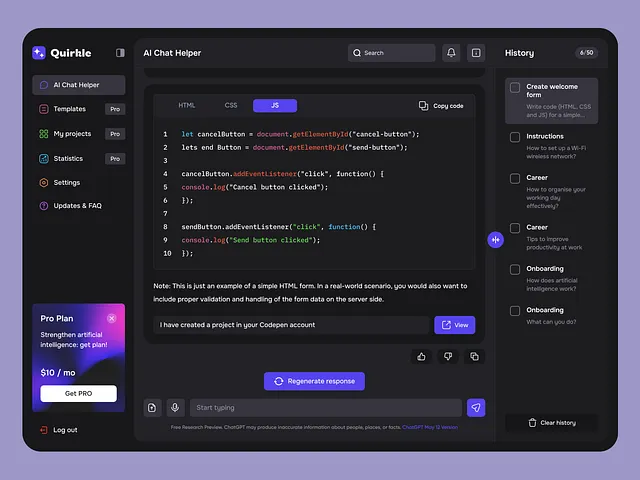 Quirkle
AI Chat Helper
Templates
Pro
My projects
Pro
Statistics
Pro
Settings
Updates & FAQ
Pro Plan
Strengthen artificial
intelligence: get plan!
$10 / mo
Get PRO
Log out
AI Chat Helper
Search
HTML
CSS
JS
Copy code
1 let cancelButton = document.getElementById("cancel-button");
2 lets end Button = document.getElementById("send-button");
3
4 cancelButton.addEventListener("click", function() {
5 console.log("Cancel button clicked");
6 });
7
8 sendButton.addEventListener("click", function() {
9 console.log("Send button clicked");
10 });
Note: This is just an example of a simple HTML form. In a real-world scenario, you would also want to
include proper validation and handling of the form data on the server side.
I have created a project in your Codepen account
View
Regenerate response
Start typing
Free Research Preview. ChatGPT may produce inaccurate information about people, places, or facts. ChatGPT May 12 Version
History
6/50
Create welcome
form
Write code (HTML, CSS
and JS) for a simple...
Instructions
How to set up a Wi-Fi
wireless network?
Career
How to organise your
working day
effectively?
Career
Tips to improve
productivity at work
Onboarding
How does artificial
intelligence work?
Onboarding
What can you do?
Clear history